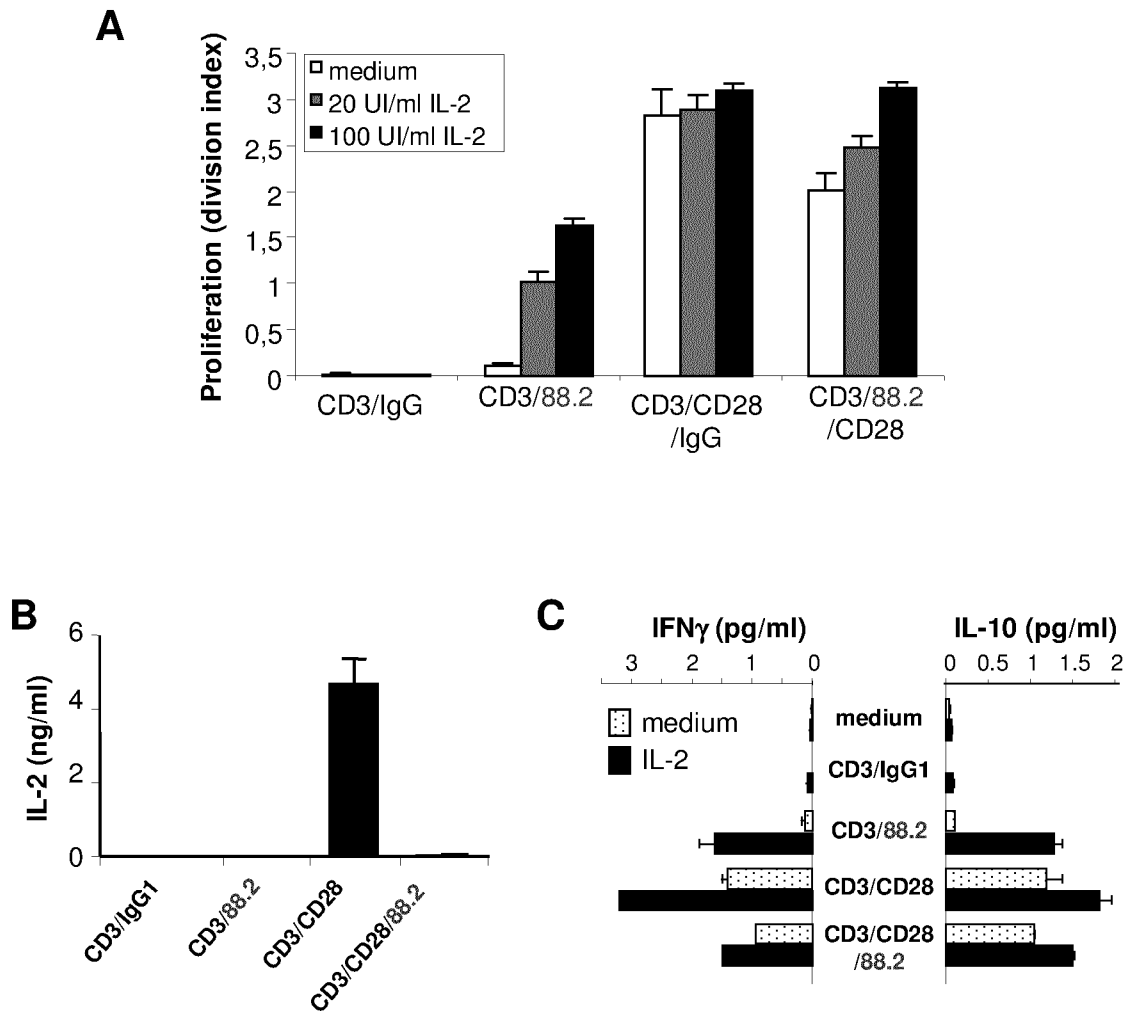 A
Proliferation (division index)
3,5
3
2,5
2
1,5
1
0,5
0
medium
20 UI/ml IL-2
100 UI/ml IL-2
CD3/IgG
CD3/88.2
CD3/CD28
/IgG
CD3/88.2
/CD28
B
IL-2 (ng/ml)
6
4
2
0
CD3/IgG1
CD3/88.2
CD3/CD28
CD3/CD28/88.2
C
IFNγ (pg/ml)
IL-10 (pg/ml)
3 2 1 0
0 0.5 1 1.5 2
medium
IL-2
medium
CD3/IgG1
CD3/88.2
CD3/CD28
CD3/CD28
/88.2